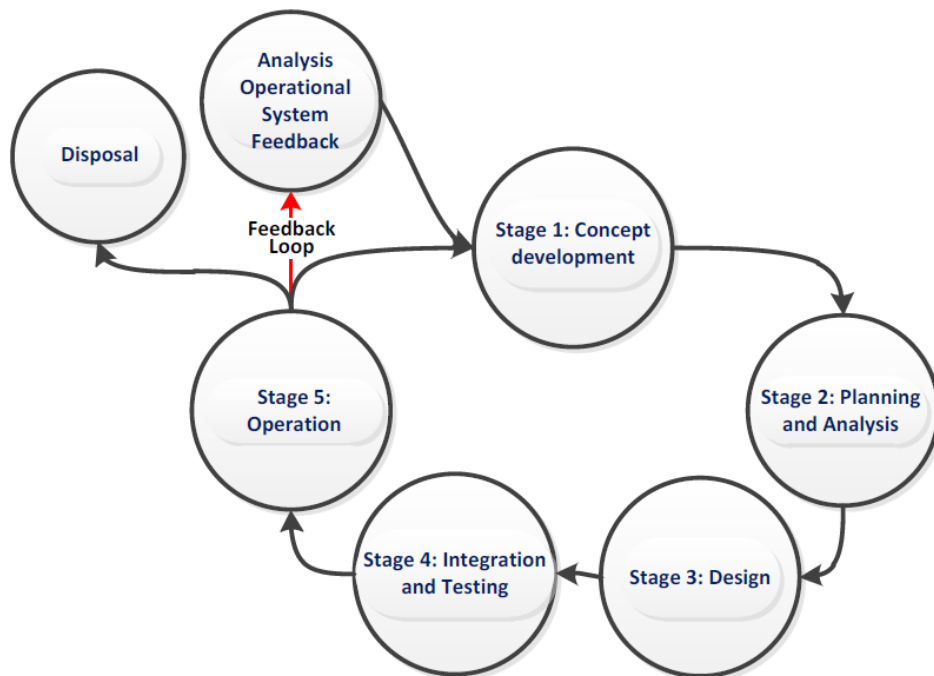 Analysis
Operational
System
Feedback
Disposal
Feedback
Loop
Stage 1: Concept
development
Stage 2: Planning
and Analysis
Stage 3: Design
Stage 4: Integration
and Testing
Stage 5:
Operation